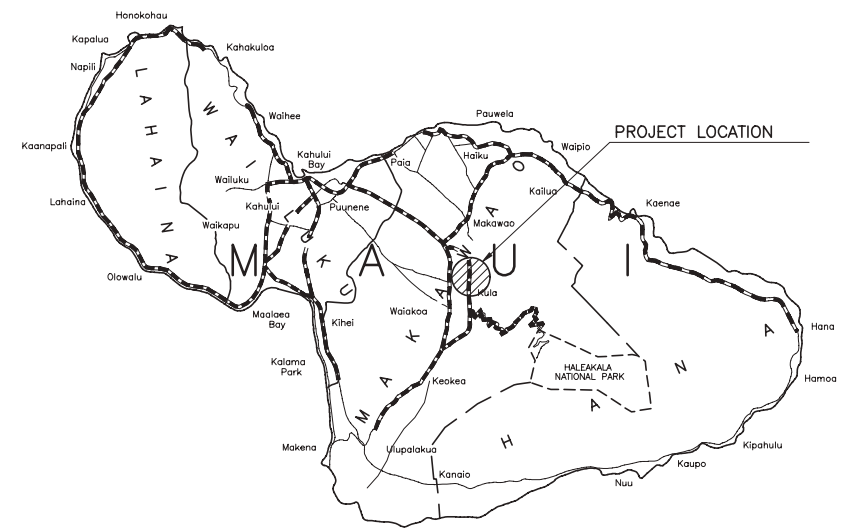 Honokohau
Kapalua
Kahakuloa
Napili
LAHAINA
WAILUKU
Waihee
Pauwela
PROJECT LOCATION
Kaanapali
Kahului
Bay
Paia
Haiku
Waipio
Wailuku
Kailua
Lahaina
Kahului
Puunene
Kaenae
Waikapu
Makawao
MAUI
Olowalu
Kula
Maalaea
Bay
Waiakoa
Kihei
Hana
Kalama
Park
HALEAKALA
NATIONAL PARK
Keokea
Hamoa
MAKAWAO
HANA
Makena
Ulupalakua
Kipahulu
Kaupo
Kanaio
Nuu